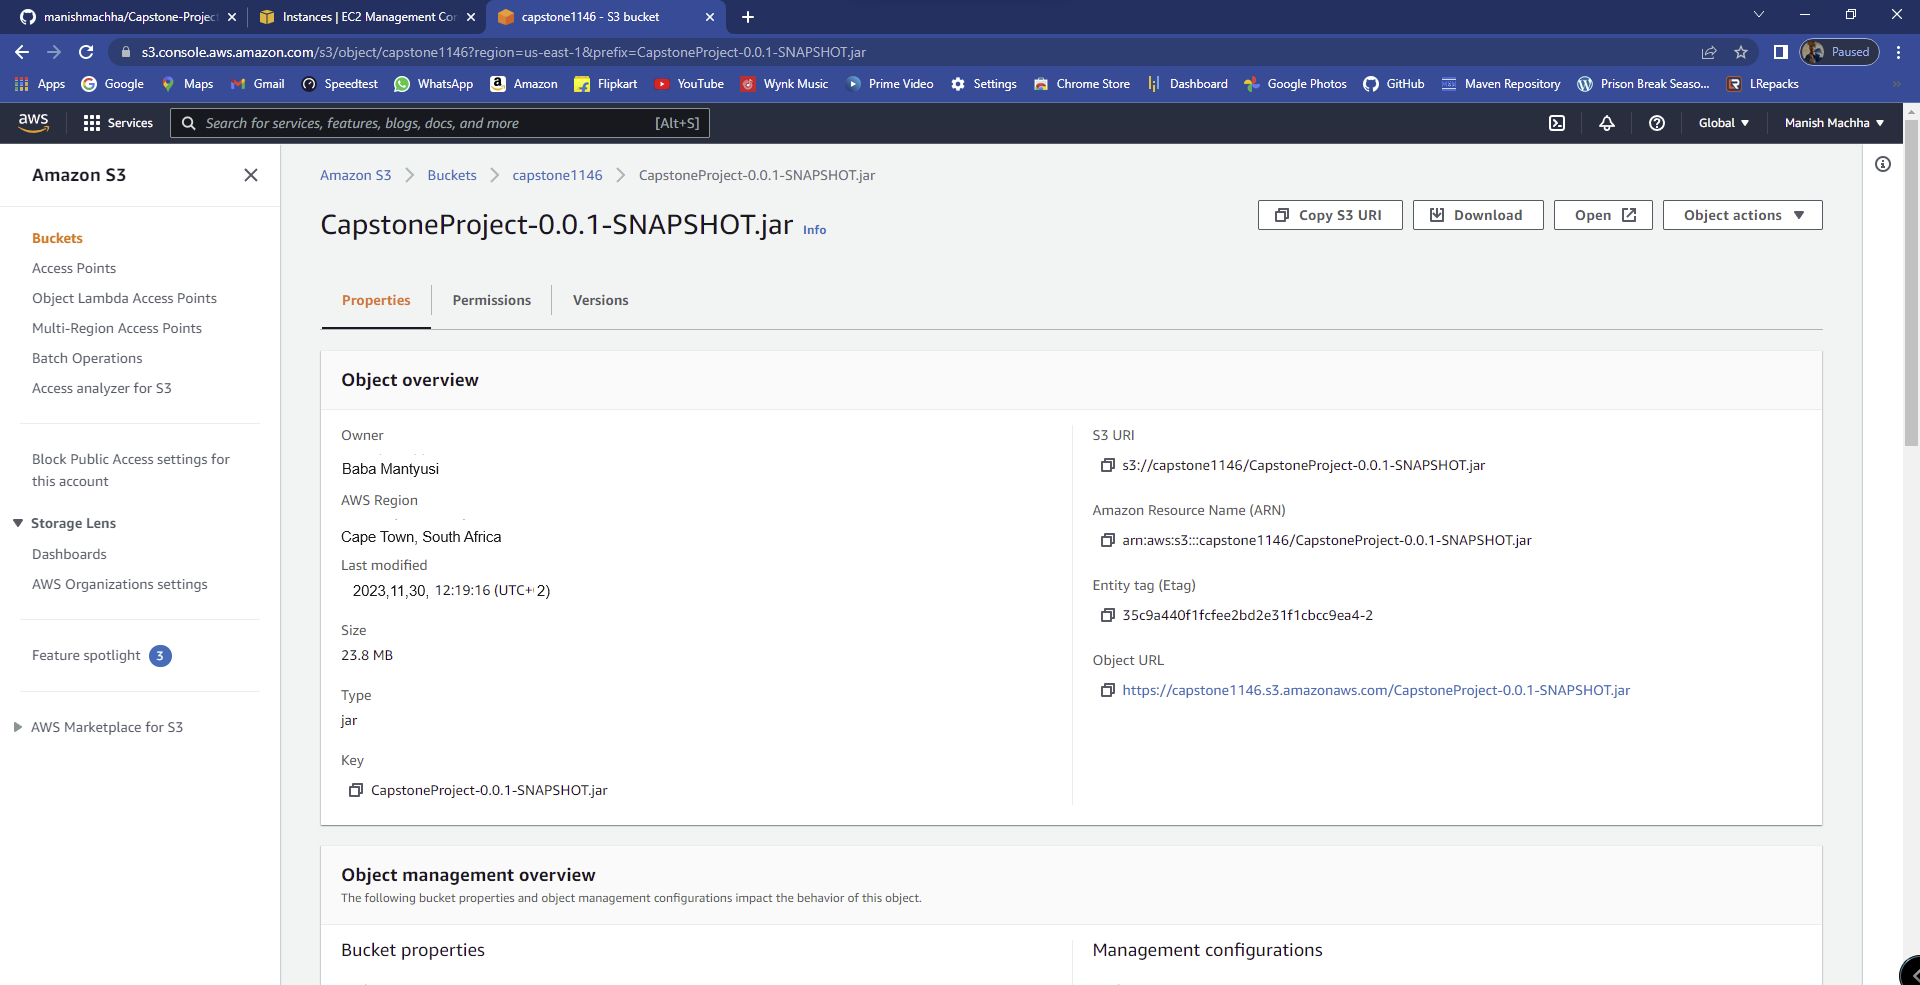 manishmachha/Capstone-Project
Instances | EC2 Management Con
capstone1146 - S3 bucket
s3.console.aws.amazon.com/s3/object/capstone1146?region=us-east-1&prefix=CapstoneProject-0.0.1-SNAPSHOT.jar
Paused
Apps Google Maps Gmail Speedtest WhatsApp Amazon Flipkart YouTube Wynk Music Prime Video Settings Chrome Store Dashboard Google Photos GitHub Maven Repository Prison Break Seaso... LRepacks
aws Services Search for services, features, blogs, docs, and more [Alt+S] Global Manish Machha
Amazon S3
Buckets
Access Points
Object Lambda Access Points
Multi-Region Access Points
Batch Operations
Access analyzer for S3
Block Public Access settings for
this account
Storage Lens
Dashboards
AWS Organizations settings
Feature spotlight 3
AWS Marketplace for S3
Amazon S3 Buckets capstone1146 CapstoneProject-0.0.1-SNAPSHOT.jar
CapstoneProject-0.0.1-SNAPSHOT.jar Info
Copy S3 URI Download Open Object actions
Properties Permissions Versions
Object overview
Owner
Baba Mantyusi
AWS Region
Cape Town, South Africa
Last modified
2023,11,30, 12:19:16 (UTC+ 2)
Size
23.8 MB
Type
jar
Key
CapstoneProject-0.0.1-SNAPSHOT.jar
S3 URI
s3://capstone1146/CapstoneProject-0.0.1-SNAPSHOT.jar
Amazon Resource Name (ARN)
arn:aws:s3:::capstone1146/CapstoneProject-0.0.1-SNAPSHOT.jar
Entity tag (Etag)
35c9a440f1fcfee2bd2e31f1cbcc9ea4-2
Object URL
https://capstone1146.s3.amazonaws.com/CapstoneProject-0.0.1-SNAPSHOT.jar
Object management overview
The following bucket properties and object management configurations impact the behavior of this object.
Bucket properties
Management configurations